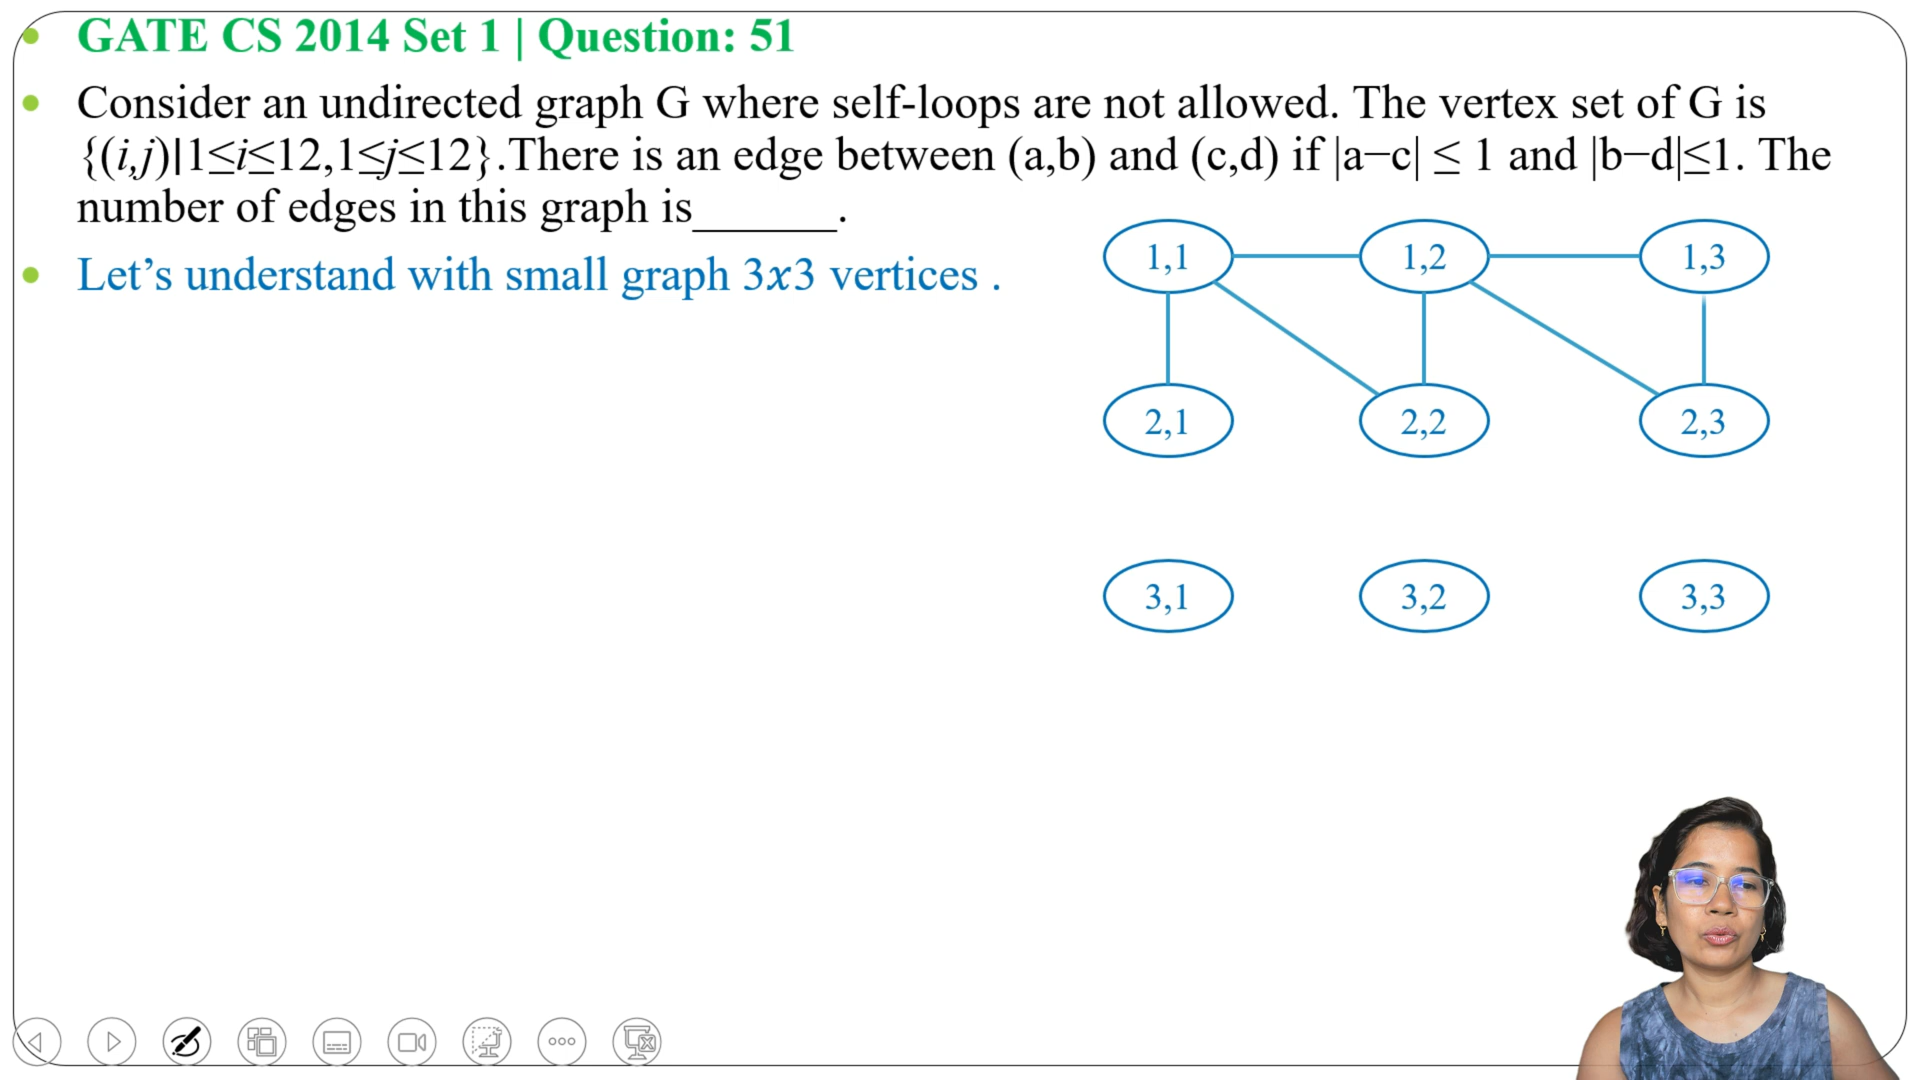 GATE CS 2014 Set 1 | Question: 51
Consider an undirected graph G where self-loops are not allowed. The vertex set of G is
{(i,j)|1≤i≤12,1≤j≤12}.There is an edge between (a,b) and (c,d) if |a−c| ≤ 1 and |b−d|≤1. The
number of edges in this graph is______.
Let’s understand with small graph 3x3 vertices .
1,1 1,2 1,3
2,1 2,2 2,3
3,1 3,2 3,3